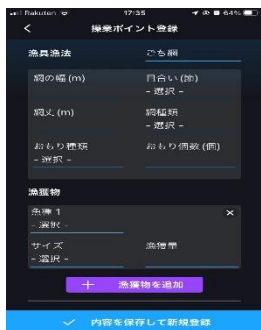 Rakuten 17:35 64%
操業ポイント登録
漁具漁法 ごち網
網の幅(m) 目合い(節)
- 選択 -
網丈(m) 網種類
- 選択 -
おもり種類 おもり個数(個)
- 選択 -
漁獲物
魚種 1 ×
- 選択 -
サイズ 漁獲量
- 選択 -
+ 漁獲物を追加
✓ 内容を保存して新規登録